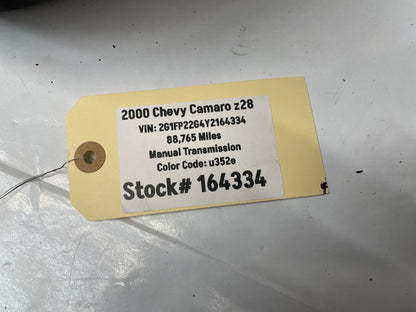 2000 Chevy Camaro z28
VIN: 2G1FP22G4Y2164334
88,765 Miles
Manual Transmission
Color Code: u352e
Stock# 164334